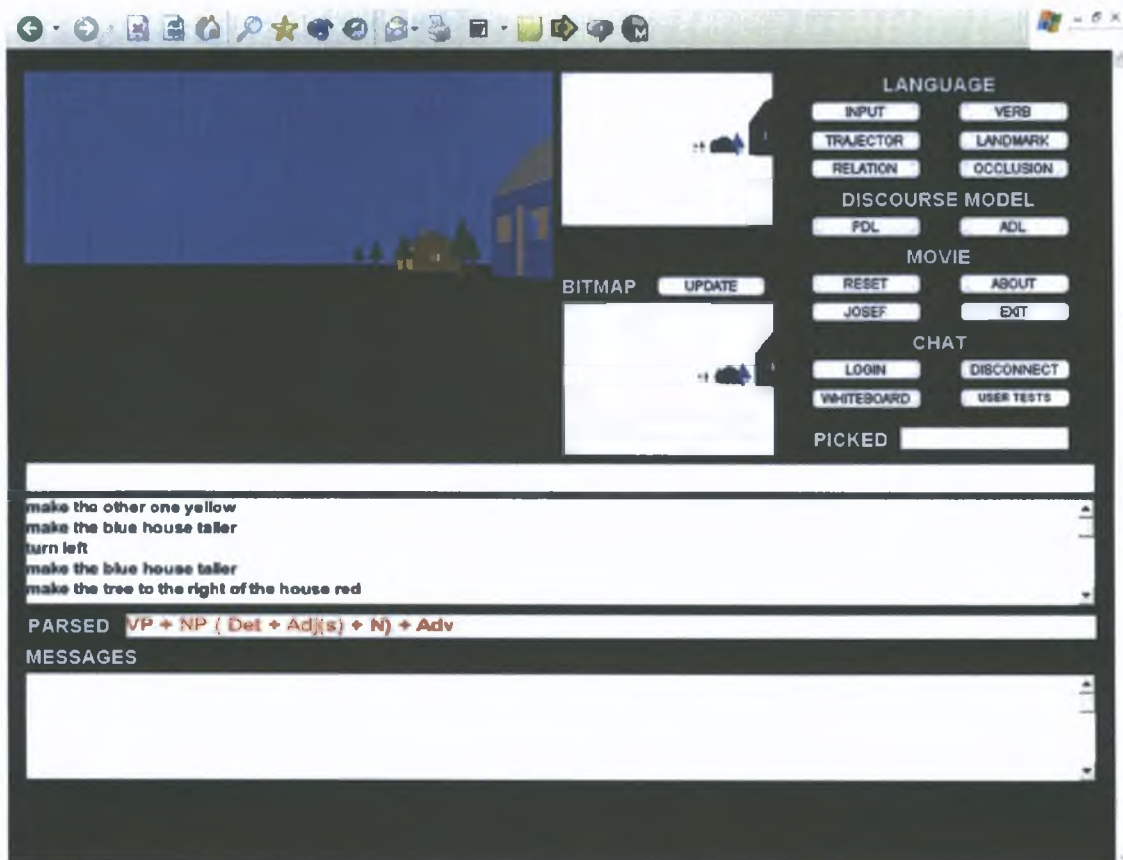 LANGUAGE
INPUT VERB
TRAJECTOR LANDMARK
RELATION OCCLUSION
DISCOURSE MODEL
PDL ADL
MOVIE
BITMAP UPDATE RESET ABOUT
JOSEF EXIT
CHAT
LOGIN DISCONNECT
WHITEBOARD USER TESTS
PICKED
make the other one yellow
make the blue house taller
turn left
make the blue house taller
make the tree to the right of the house red
PARSED VP + NP ( Det + Adj(s) + N) + Adv
MESSAGES